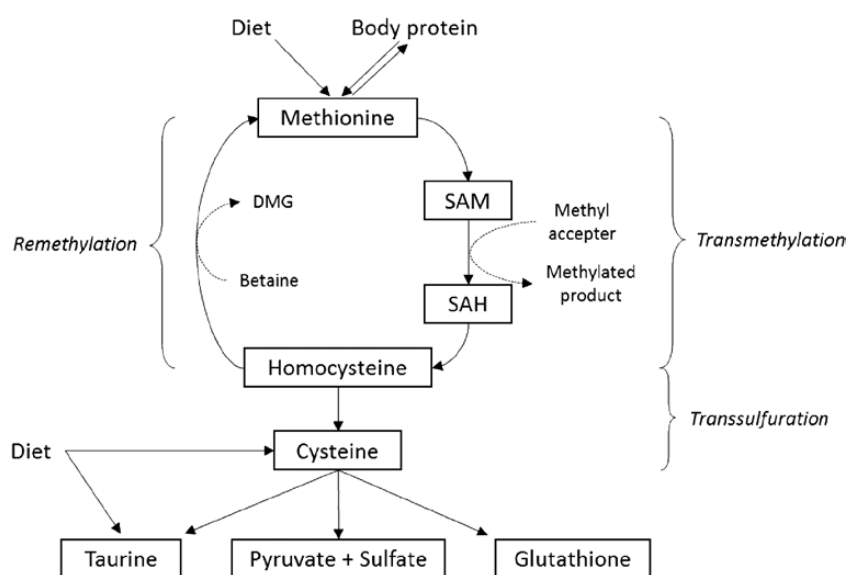 Diet
Body protein
Methionine
DMG
SAM
Methyl
accepter
Remethylation
Transmethylation
Betaine
Methylated
product
SAH
Homocysteine
Transsulfuration
Diet
Cysteine
Taurine
Pyruvate + Sulfate
Glutathione